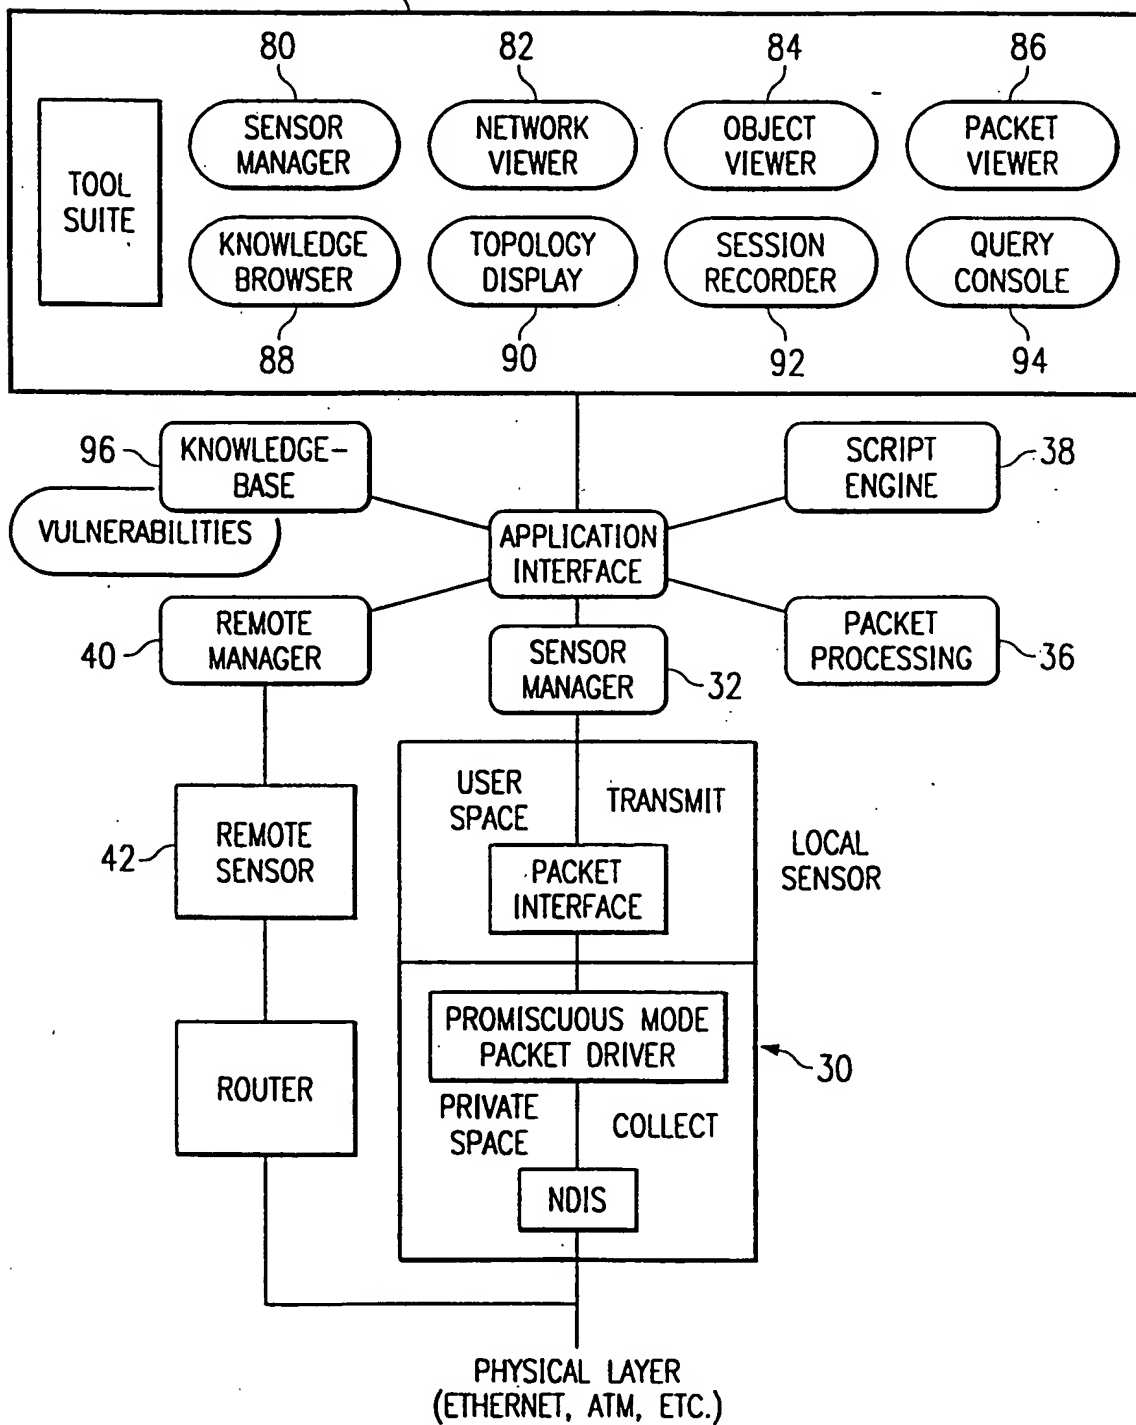 80
82
84
86
TOOL
SUITE
SENSOR
MANAGER
NETWORK
VIEWER
OBJECT
VIEWER
PACKET
VIEWER
KNOWLEDGE
BROWSER
TOPOLOGY
DISPLAY
SESSION
RECORDER
QUERY
CONSOLE
88
90
92
94
96
KNOWLEDGE-
BASE
VULNERABILITIES
SCRIPT
ENGINE
38
APPLICATION
INTERFACE
40
REMOTE
MANAGER
SENSOR
MANAGER
32
PACKET
PROCESSING
36
42
REMOTE
SENSOR
USER
SPACE
TRANSMIT
PACKET
INTERFACE
LOCAL
SENSOR
ROUTER
PROMISCUOUS MODE
PACKET DRIVER
30
PRIVATE
SPACE
COLLECT
NDIS
PHYSICAL LAYER
(ETHERNET, ATM, ETC.)